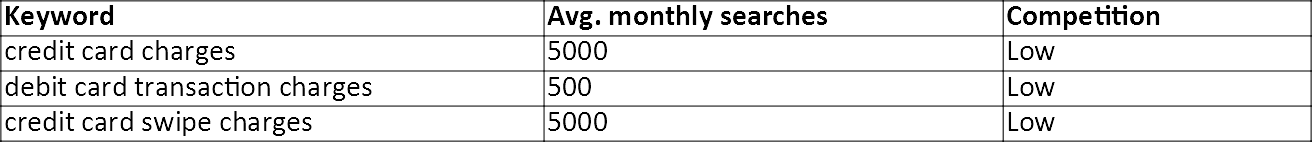 Keyword Avg. monthly searches Competition
credit card charges 5000 Low
debit card transaction charges 500 Low
credit card swipe charges 5000 Low